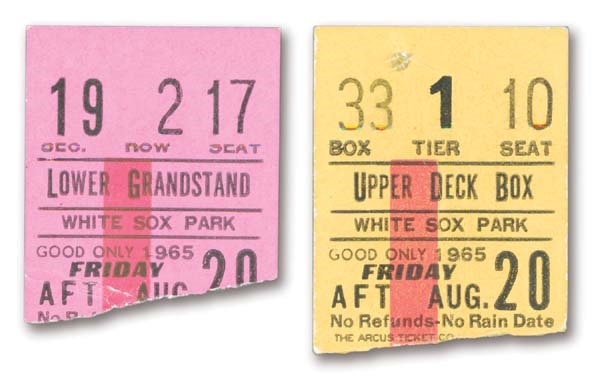 19 2 17
SEC. ROW SEAT
LOWER GRANDSTAND
WHITE SOX PARK
GOOD ONLY 1965
FRIDAY
AFT AUG. 20
No R
33 1 10
BOX TIER SEAT
UPPER DECK BOX
WHITE SOX PARK
GOOD ONLY 1965
FRIDAY
AFT AUG. 20
No Refunds-No Rain Date
THE ARCUS TICKET CO